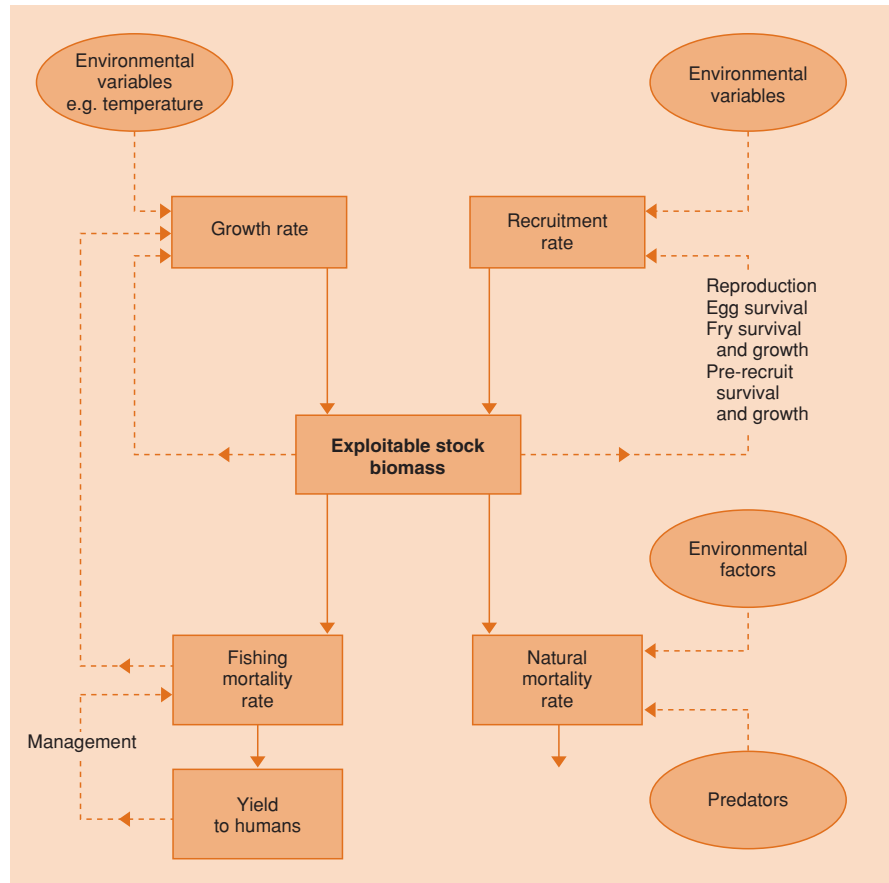 Environmental
variables
e.g. temperature
Environmental
variables
Growth rate
Recruitment
rate
Reproduction
Egg survival
Fry survival
and growth
Pre-recruit
survival
and growth
Exploitable stock
biomass
Environmental
factors
Fishing
mortality
rate
Natural
mortality
rate
Management
Yield
to humans
Predators